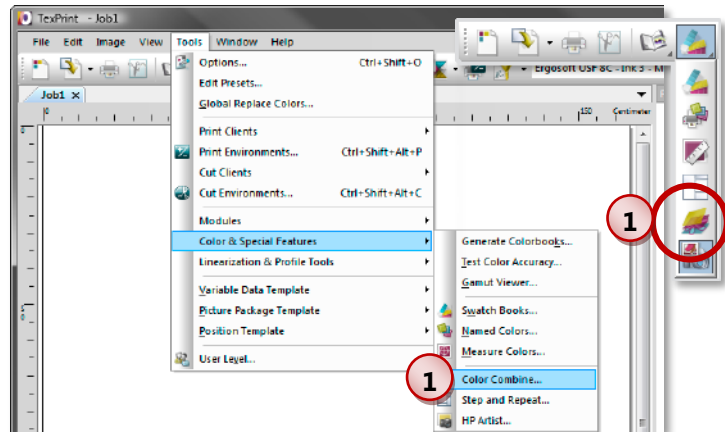 TexPrint - Job1
File Edit Image View Tools Window Help
Options... Ctrl+Shift+O
Edit Presets...
Global Replace Colors...
Print Clients
Print Environments... Ctrl+Shift+Alt+P
Cut Clients
Cut Environments... Ctrl+Shift+Alt+C
Modules
Color & Special Features
Linearization & Profile Tools
Variable Data Template
Picture Package Template
Position Template
User Level...
Generate Colorbooks...
Test Color Accuracy...
Gamut Viewer...
Swatch Books...
Named Colors...
Measure Colors...
Color Combine...
Step and Repeat...
HP Artist...
Job1
Ergosoft USF 8C - Ink 3 - M
0
150
Centimeter
1
1